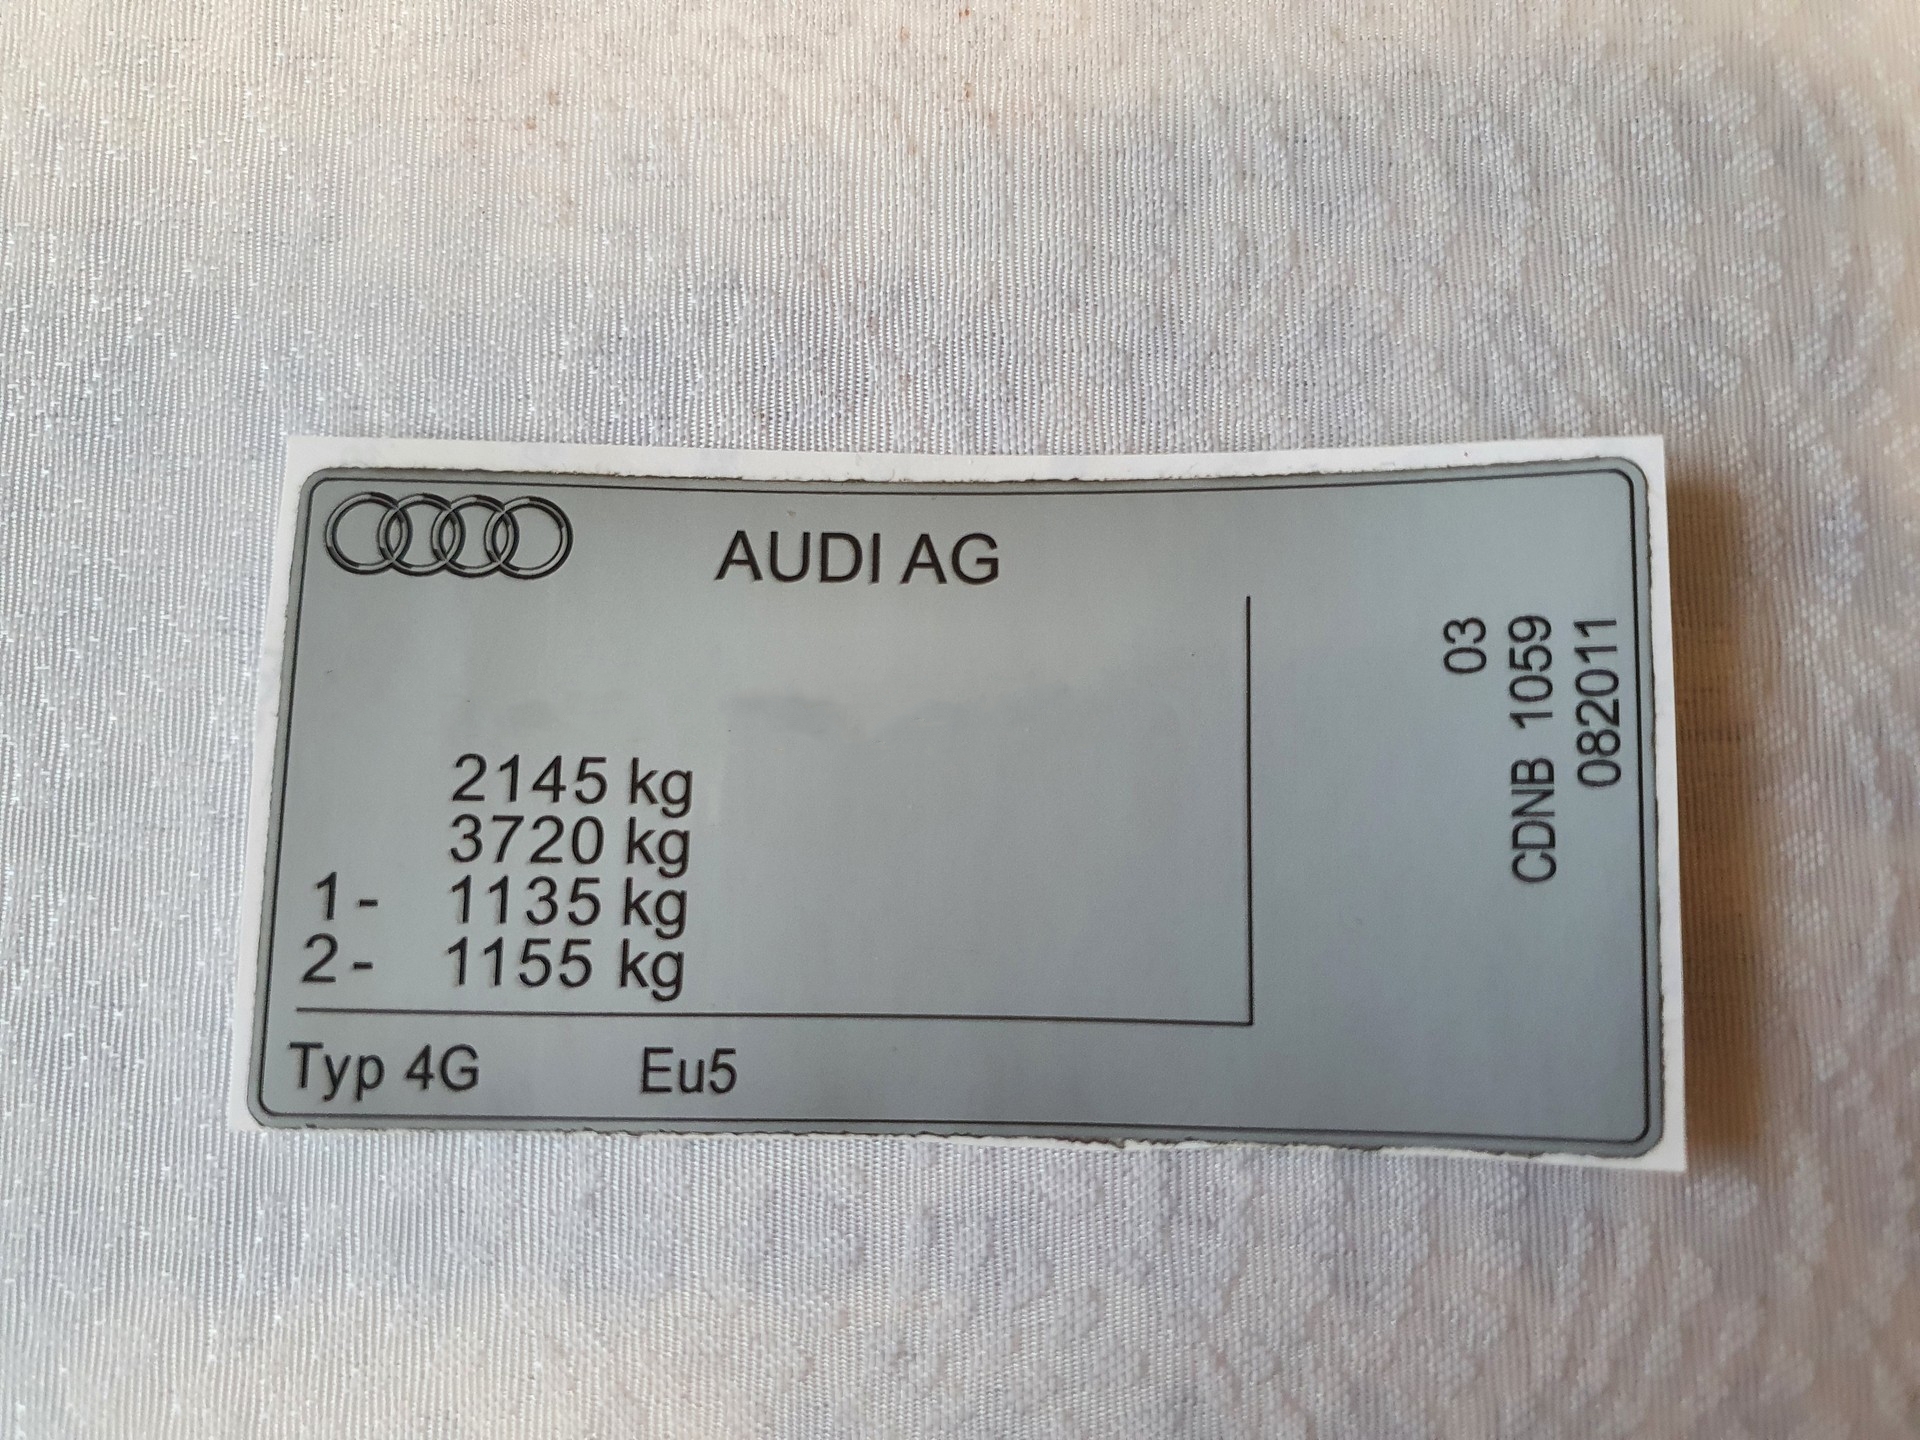 AUDI AG
2145 kg
3720 kg
1- 1135 kg
2- 1155 kg
Typ 4G Eu5
03
CDNB 1059
082011